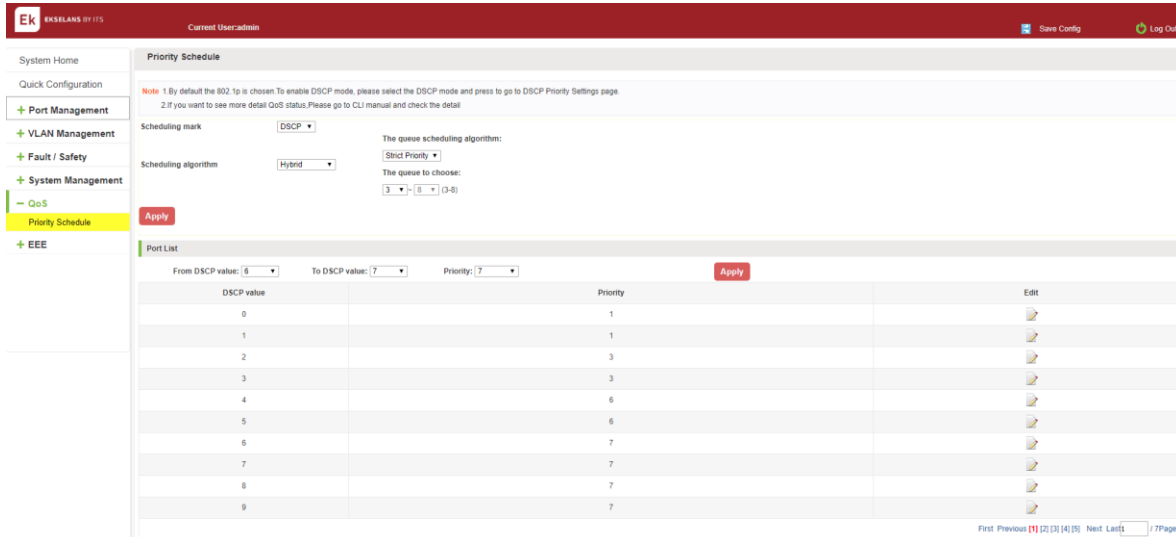 Ek EKSELANS BY ITS
Current User:admin
Save Config
Log Out
System Home
Quick Configuration
+ Port Management
+ VLAN Management
+ Fault / Safety
+ System Management
− QoS
Priority Schedule
+ EEE
Priority Schedule
Note 1.By default the 802.1p is chosen.To enable DSCP mode, please select the DSCP mode and press to go to DSCP Priority Settings page.
2.If you want to see more detail QoS status,Please go to CLI manual and check the detail
Scheduling mark DSCP
The queue scheduling algorithm:
Strict Priority
Scheduling algorithm Hybrid
The queue to choose:
3 ~ 8 (3-8)
Apply
Port List
From DSCP value: 6 To DSCP value: 7 Priority: 7 Apply
DSCP value Priority Edit
0 1
1 1
2 3
3 3
4 6
5 6
6 7
7 7
8 7
9 7
First Previous [1] [2] [3] [4] [5] Next Last 1 / 7Page